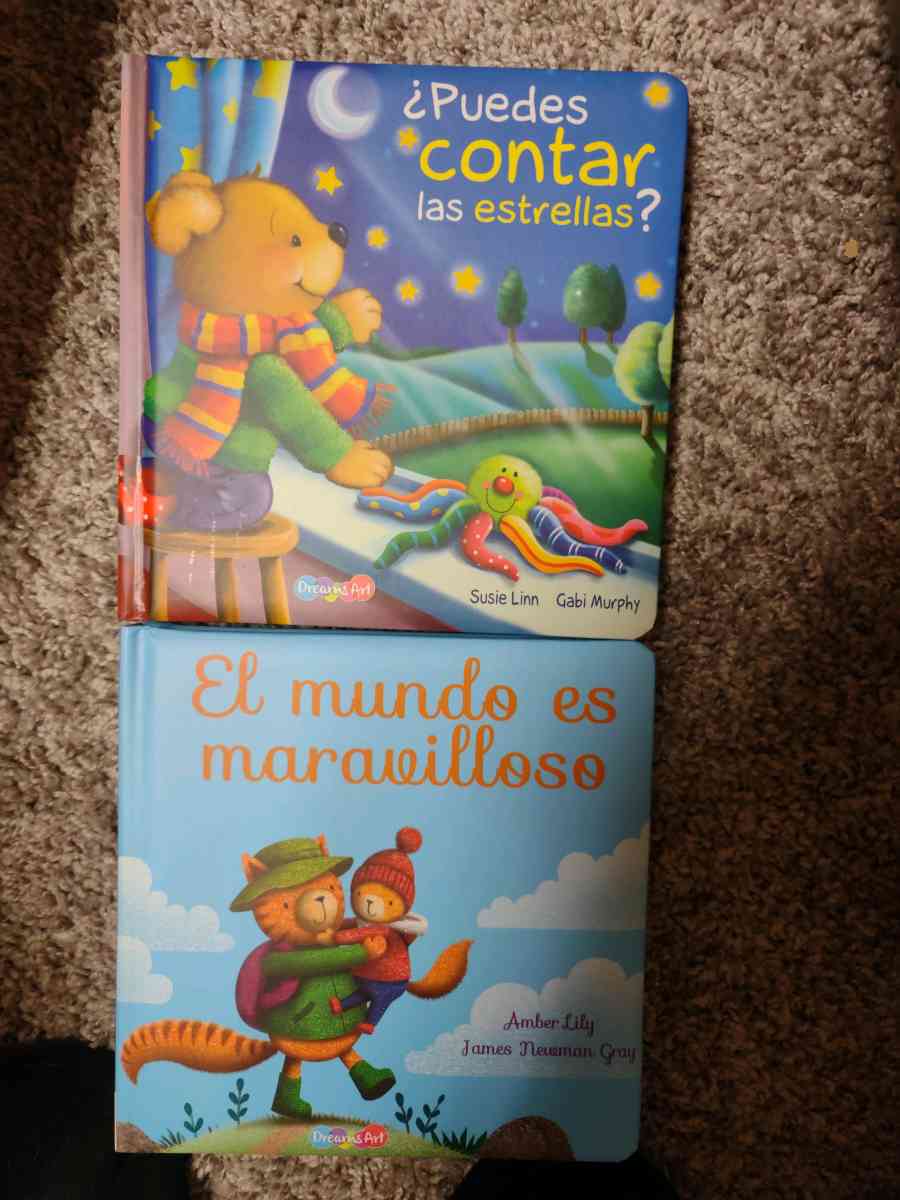 ¿Puedes
contar
las estrellas?
Dreams Art
Susie Linn Gabi Murphy
El mundo es
maravilloso
Amber Lily
James Newman Gray
Dreams Art